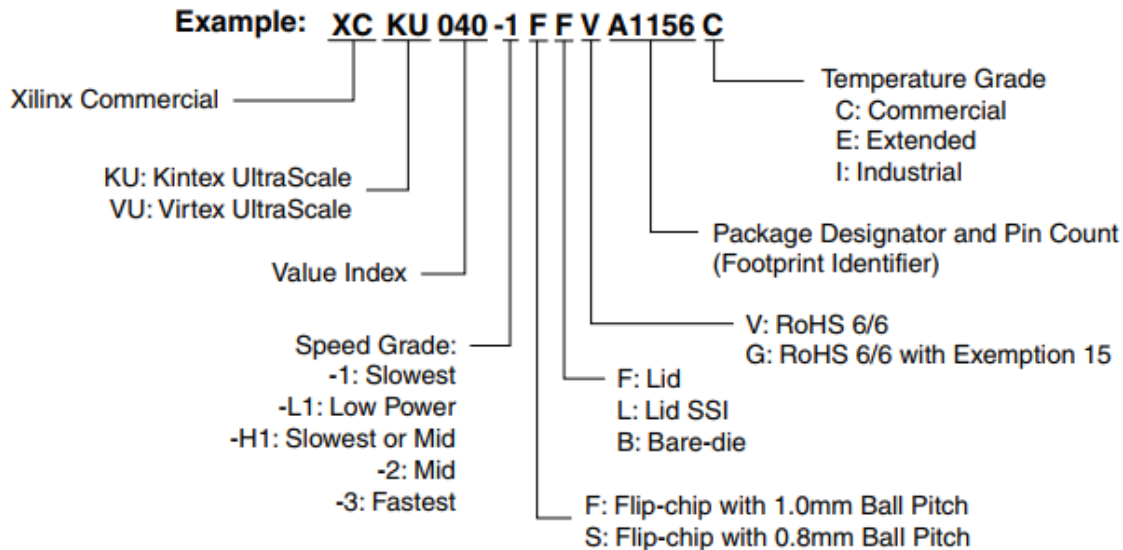 Example: XC KU 040 -1 F F V A1156 C
Xilinx Commercial
KU: Kintex UltraScale
VU: Virtex UltraScale
Value Index
Speed Grade:
-1: Slowest
-L1: Low Power
-H1: Slowest or Mid
-2: Mid
-3: Fastest
Temperature Grade
C: Commercial
E: Extended
I: Industrial
Package Designator and Pin Count
(Footprint Identifier)
V: RoHS 6/6
G: RoHS 6/6 with Exemption 15
F: Lid
L: Lid SSI
B: Bare-die
F: Flip-chip with 1.0mm Ball Pitch
S: Flip-chip with 0.8mm Ball Pitch